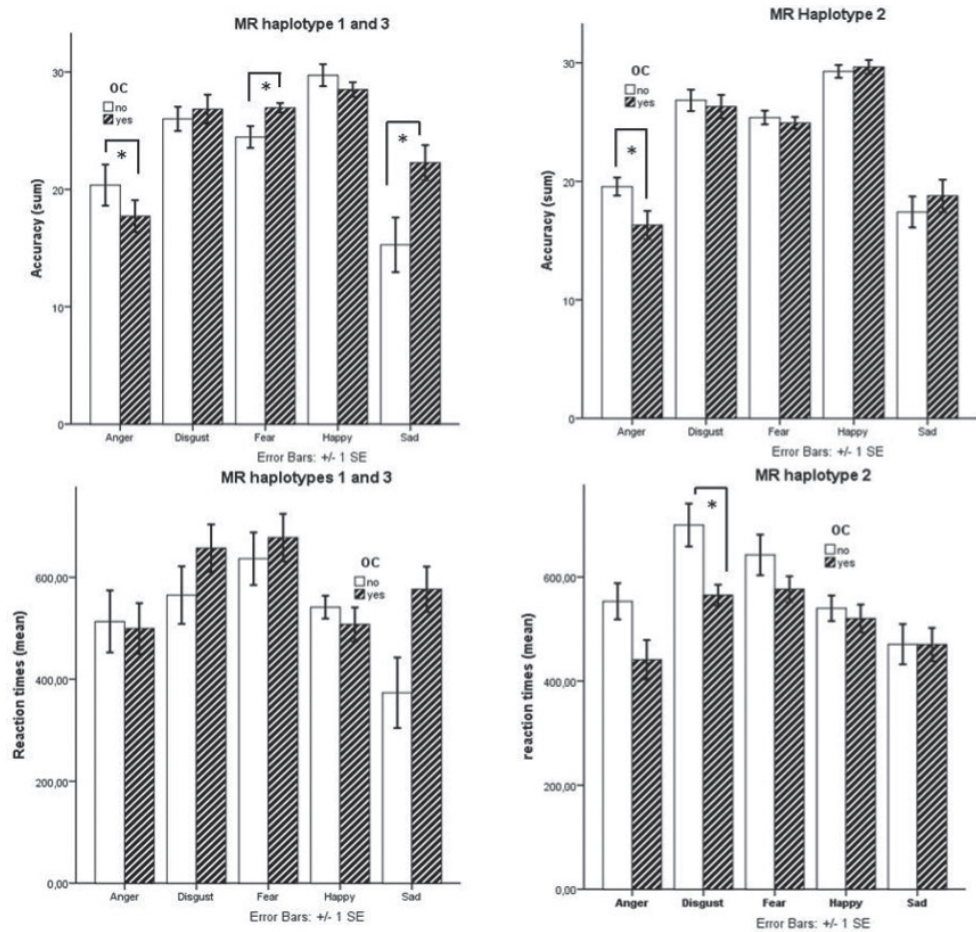 MR haplotype 1 and 3
Accuracy (sum)
30
20
10
0
OC
no
yes
*
*
*
Anger Disgust Fear Happy Sad
Error Bars: +/- 1 SE
MR Haplotype 2
Accuracy (sum)
30
20
10
0
OC
no
yes
*
Anger Disgust Fear Happy Sad
Error Bars: +/- 1 SE
MR haplotypes 1 and 3
Reaction times (mean)
600,00
400,00
200,00
0,00
OC
no
yes
Anger Disgust Fear Happy Sad
Error Bars: +/- 1 SE
MR haplotype 2
reaction times (mean)
600,00
400,00
200,00
0,00
*
OC
no
yes
Anger Disgust Fear Happy Sad
Error Bars: +/- 1 SE